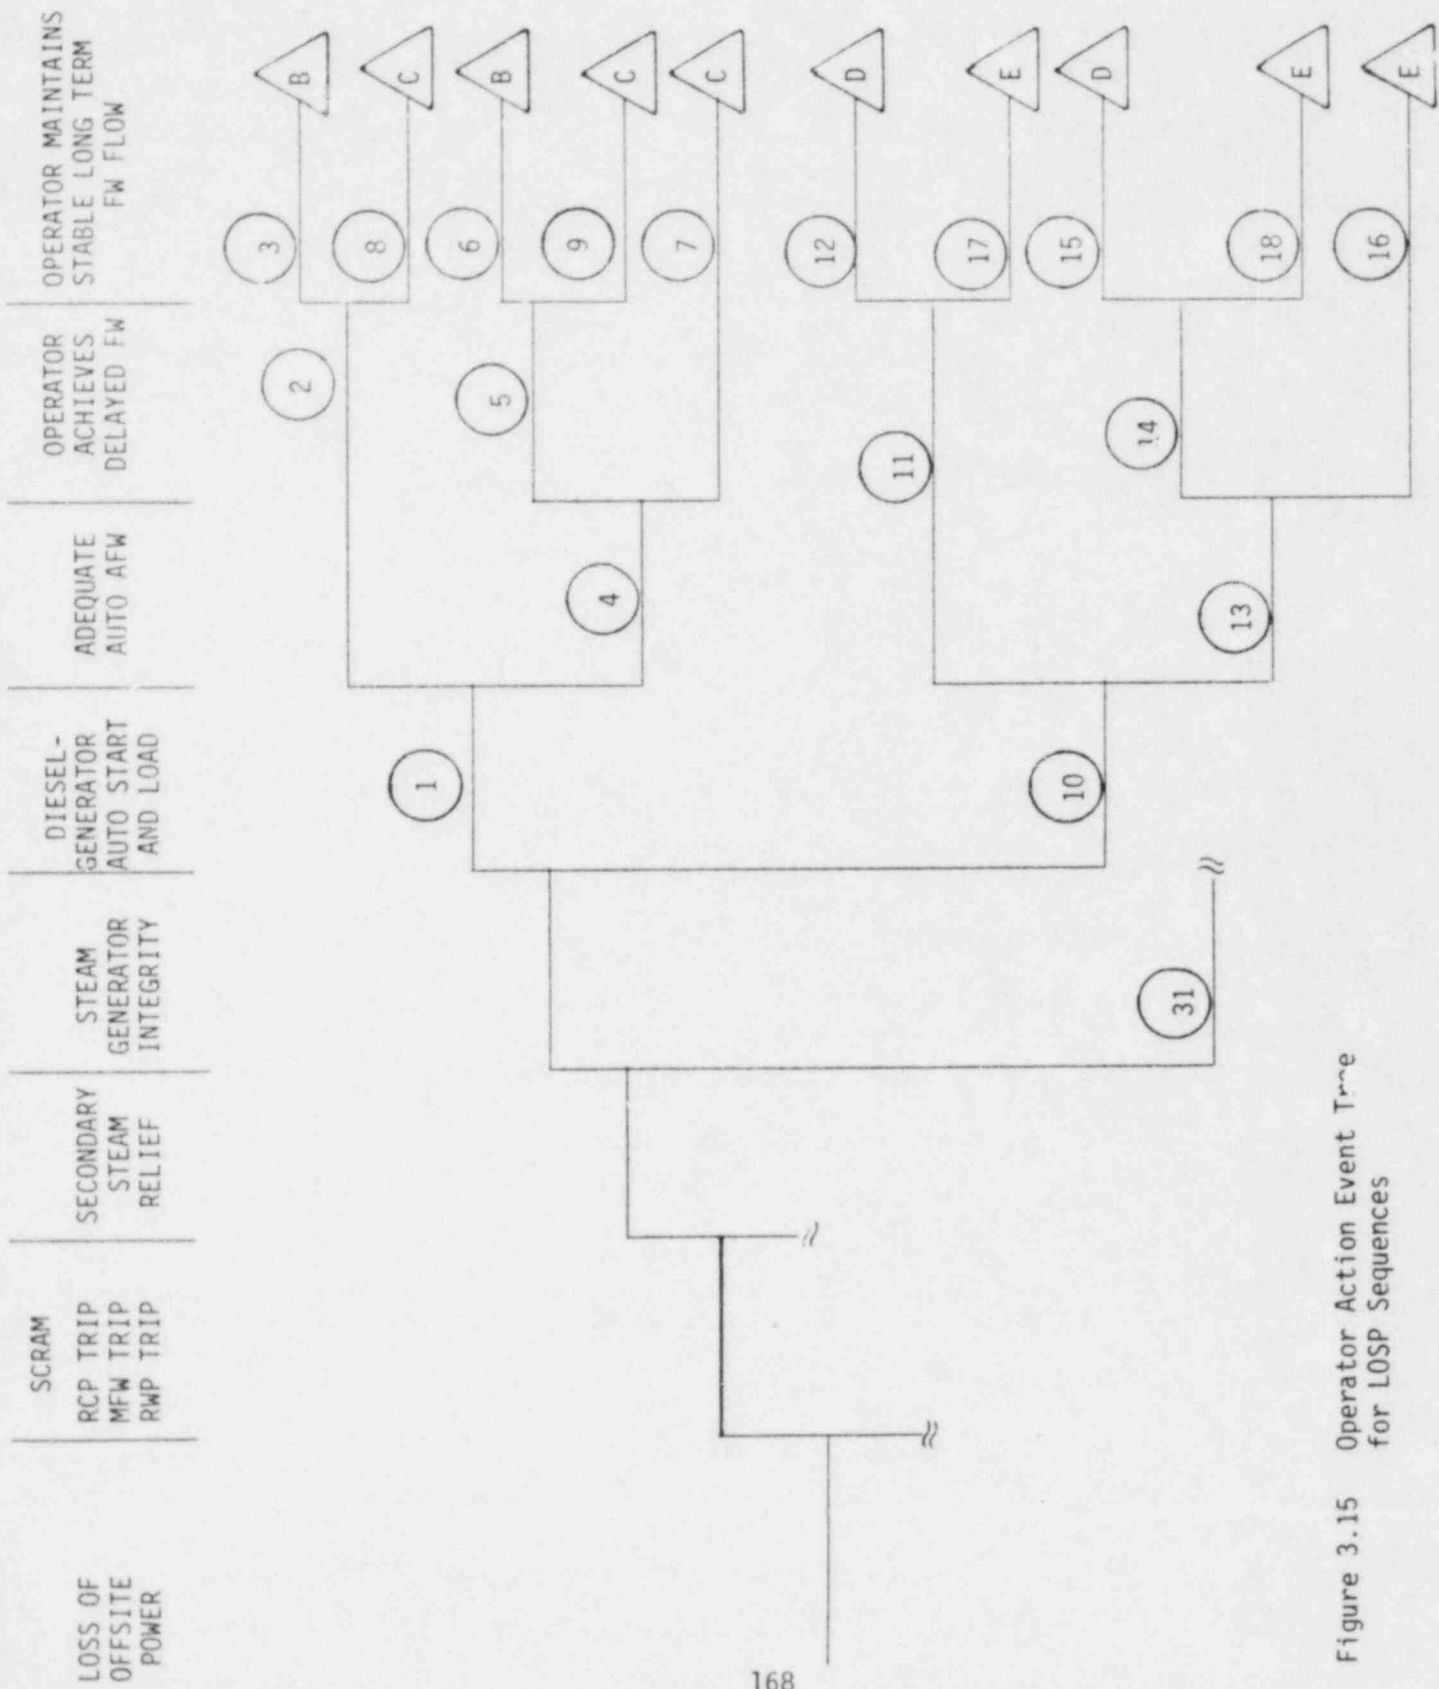 LOSS OF
OFFSITE
POWER
SCRAM
RCP TRIP
MFW TRIP
RWP TRIP
SECONDARY
STEAM
RELIEF
STEAM
GENERATOR
INTEGRITY
DIESEL-
GENERATOR
AUTO START
AND LOAD
ADEQUATE
AUTO AFW
OPERATOR
ACHIEVES
DELAYED FW
OPERATOR MAINTAINS
STABLE LONG TERM
FW FLOW
1
2
3
B
8
C
4
5
6
B
9
C
7
C
10
11
12
D
17
E
13
14
15
D
18
E
16
E
31
Figure 3.15 Operator Action Event Tree
for LOSP Sequences
168